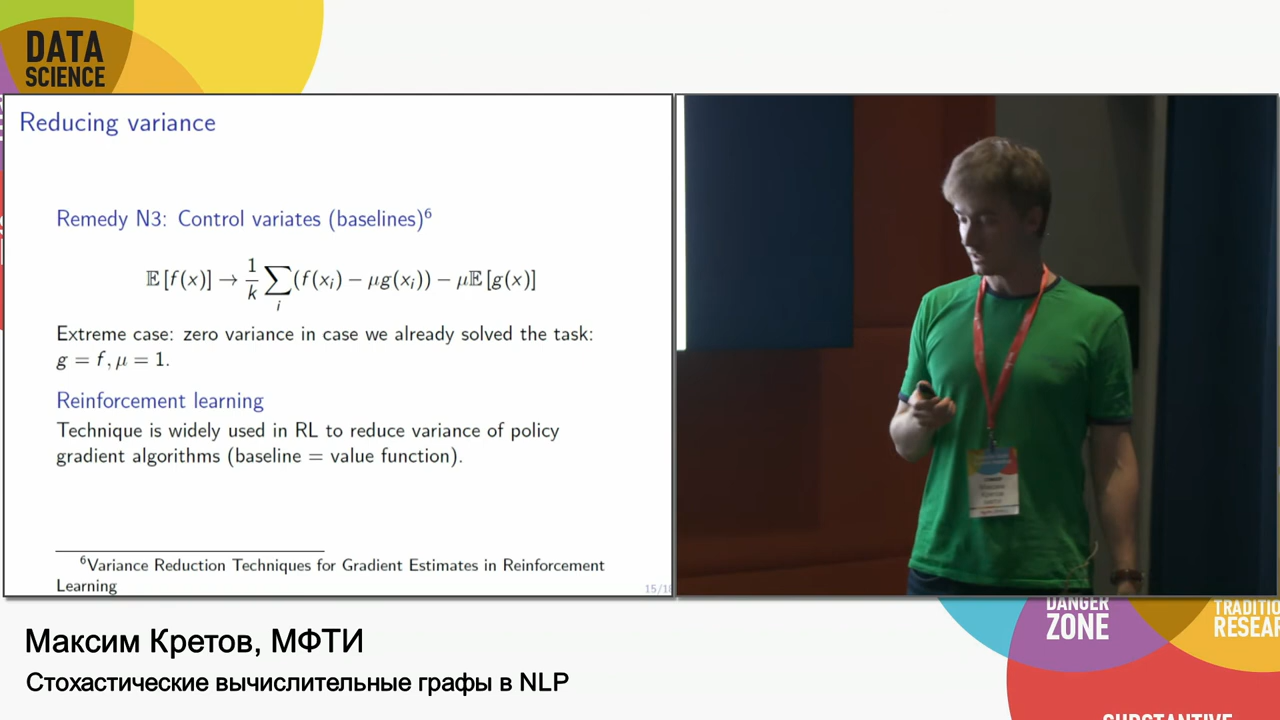 DATA
SCIENCE
Reducing variance
Remedy N3: Control variates (baselines)⁶
𝔼 [f(x)] → 1/k ∑_i (f(x_i) − μg(x_i)) − μ𝔼 [g(x)]
Extreme case: zero variance in case we already solved the task:
g = f, μ = 1.
Reinforcement learning
Technique is widely used in RL to reduce variance of policy
gradient algorithms (baseline = value function).
⁶Variance Reduction Techniques for Gradient Estimates in Reinforcement
Learning
15/18
Максим
Кретов
DANGER
ZONE
TRADITIO
RESEAR
SUBSTANTIVE
Максим Кретов, МФТИ
Стохастические вычислительные графы в NLP